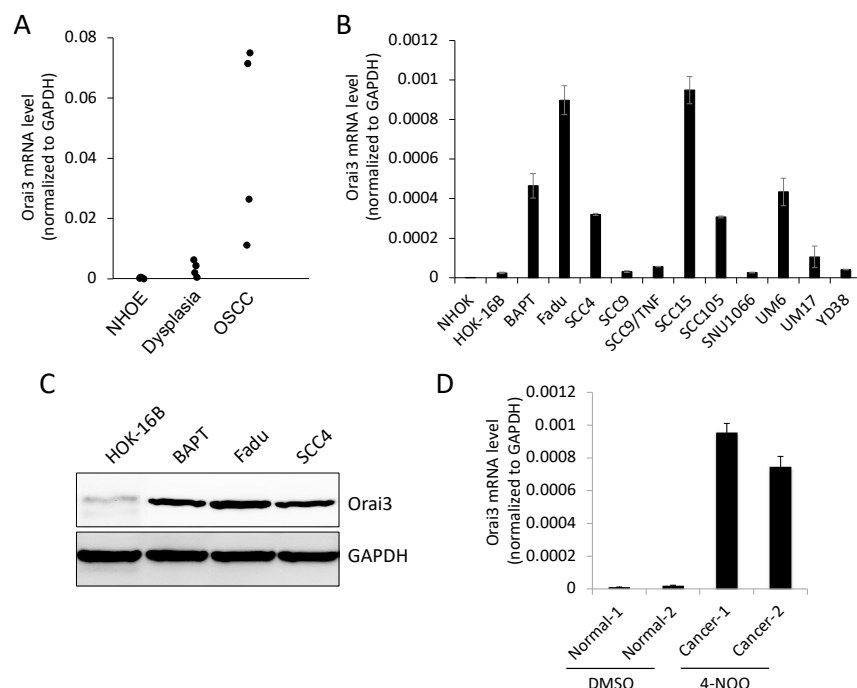 A
Orai3 mRNA level
(normalized to GAPDH)
0.08
0.06
0.04
0.02
0
NHOE
Dysplasia
OSCC
B
Orai3 mRNA level
(normalized to GAPDH)
0.0012
0.001
0.0008
0.0006
0.0004
0.0002
0
NHOK
HOK-16B
BAPT
Fadu
SCC4
SCC9
SCC9/TNF
SCC15
SCC105
SNU1066
UM6
UM17
YD38
C
HOK-16B
BAPT
Fadu
SCC4
Orai3
GAPDH
D
Orai3 mRNA level
(normalized to GAPDH)
0.0012
0.001
0.0008
0.0006
0.0004
0.0002
0
Normal-1
Normal-2
Cancer-1
Cancer-2
DMSO
4-NQO